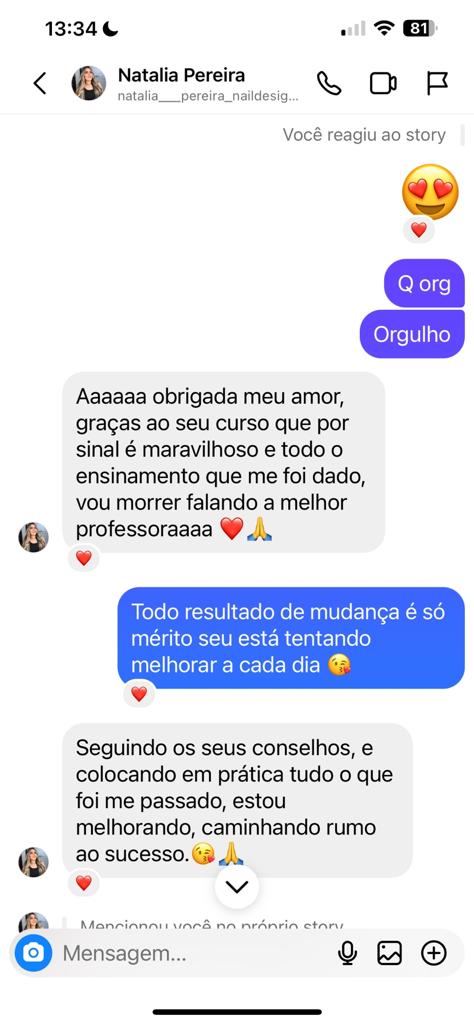 13:34
81
Natalia Pereira
natalia___pereira_naildesig...
Você reagiu ao story
Q org
Orgulho
Aaaaaa obrigada meu amor,
graças ao seu curso que por
sinal é maravilhoso e todo o
ensinamento que me foi dado,
vou morrer falando a melhor
professoraaaa ❤️🙏
Todo resultado de mudança é só
mérito seu está tentando
melhorar a cada dia 😘
Seguindo os seus conselhos, e
colocando em prática tudo o que
foi me passado, estou
melhorando, caminhando rumo
ao sucesso.😘🙏
Mencionou você no próprio story
Mensagem...